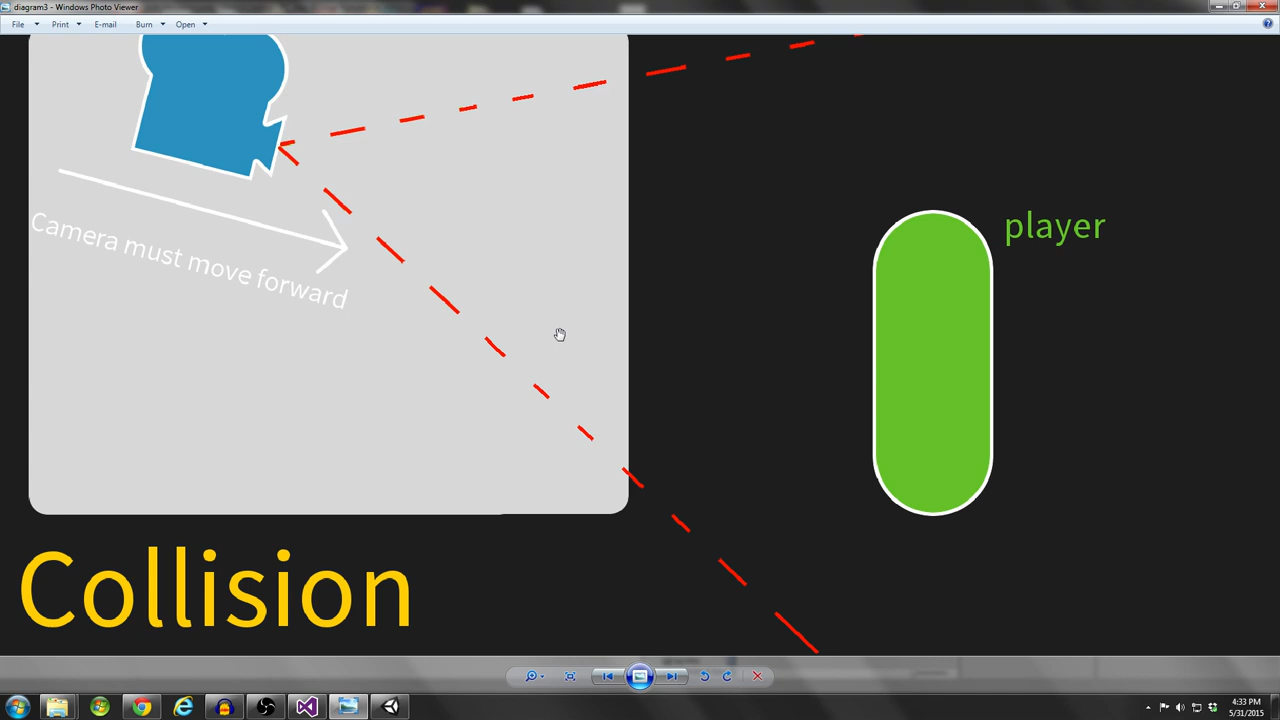 diagram3 - Windows Photo Viewer
File Print E-mail Burn Open
Camera must move forward
player
Collision
4:33 PM
5/31/2015